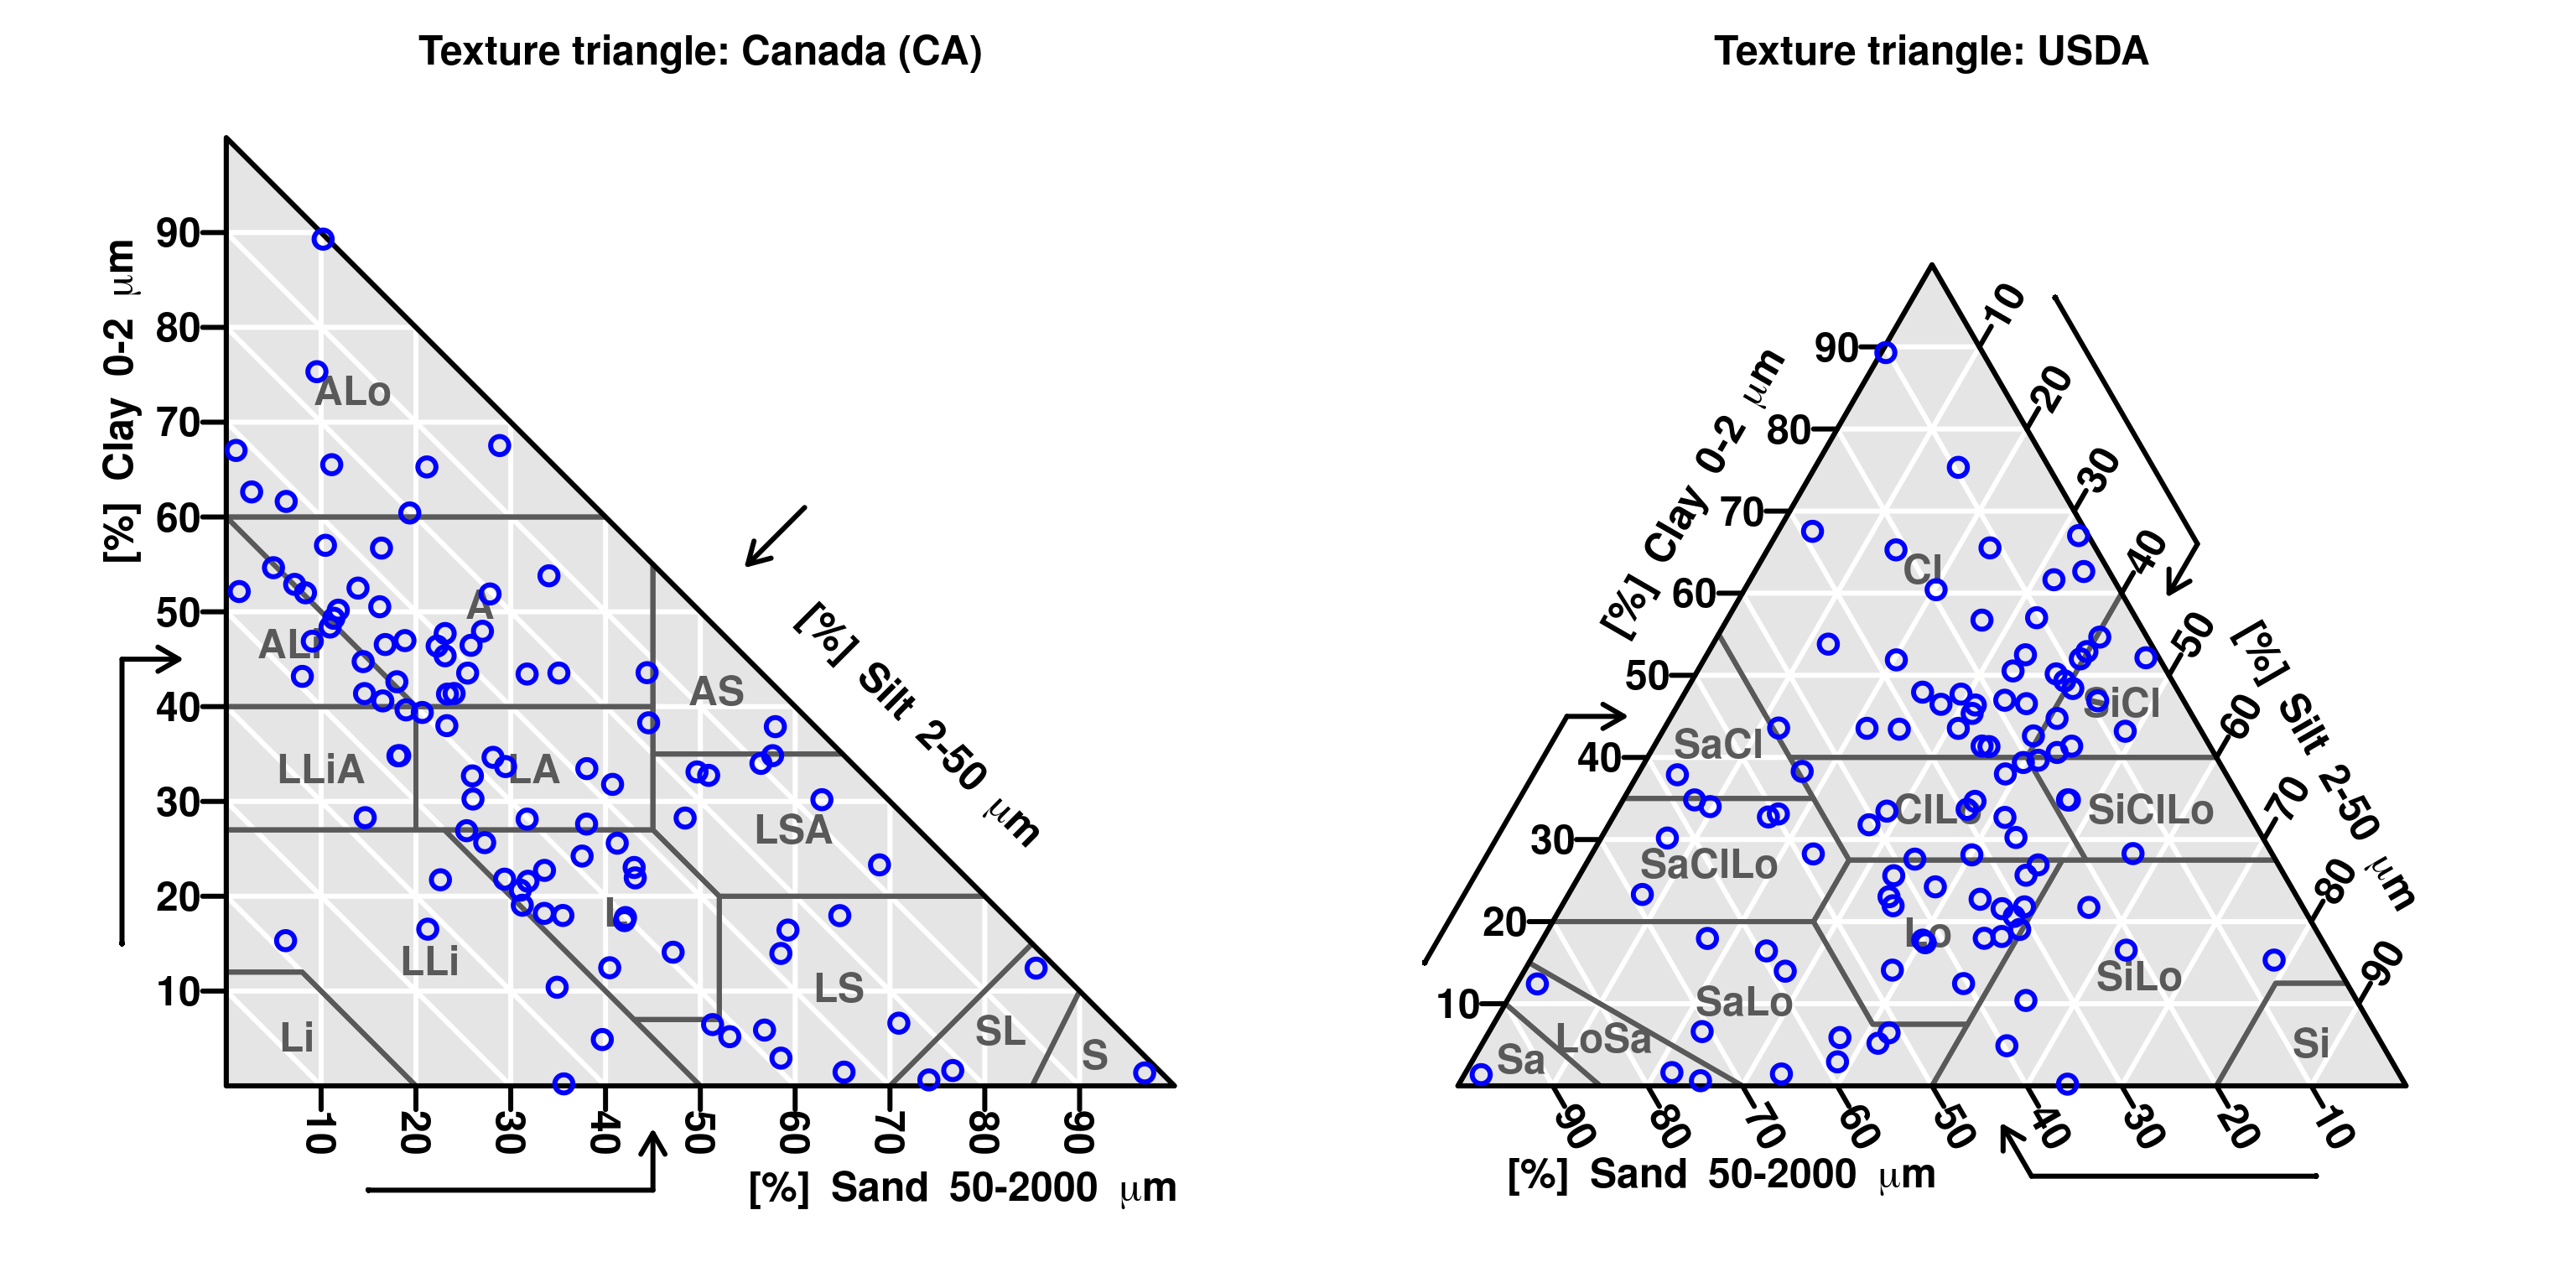 Texture triangle: Canada (CA)
[%] Clay 0-2 μm
90
80
70
60
50
40
30
20
10
ALo
A
ALi
AS
LLiA
LA
LSA
L
LLi
LS
Li
SL
S
[%] Silt 2-50 μm
10
20
30
40
50
60
70
80
90
[%] Sand 50-2000 μm
Texture triangle: USDA
[%] Clay 0-2 μm
90
80
70
60
50
40
30
20
10
10
20
30
40
50
60
70
80
90
[%] Silt 2-50 μm
Cl
SiCl
SaCl
ClLo
SiClLo
SaClLo
Lo
SiLo
SaLo
LoSa
Sa
Si
90
80
70
60
50
40
30
20
10
[%] Sand 50-2000 μm